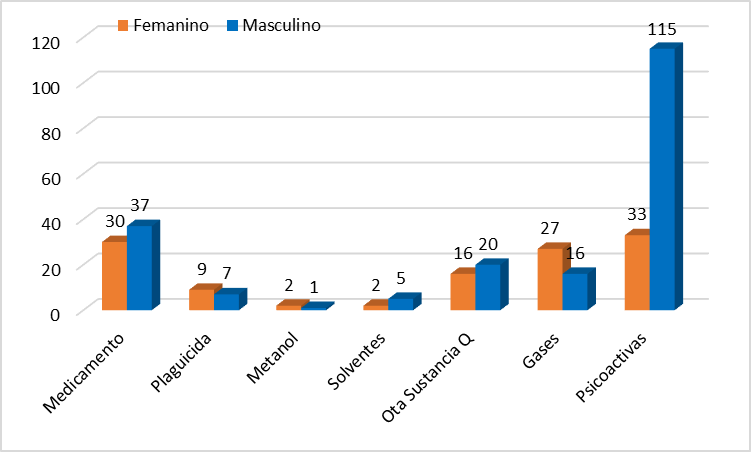 Femanino Masculino
120
100
80
60
40
20
0
30 37
9 7
2 1
2 5
16 20
27 16
33 115
Medicamento
Plaguicida
Metanol
Solventes
Ota Sustancia Q
Gases
Psicoactivas